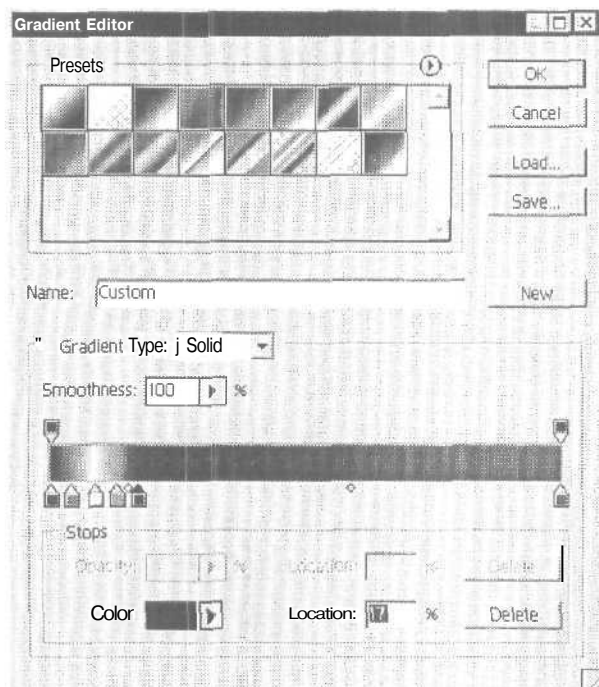 Gradient Editor
Presets
OK
Cancel
Load...
Save...
Name: Custom
New
" Gradient Type: j Solid
Smoothness: 100 %
Stops
Opacity: % Location: % Delete
Color Location: 17 % Delete